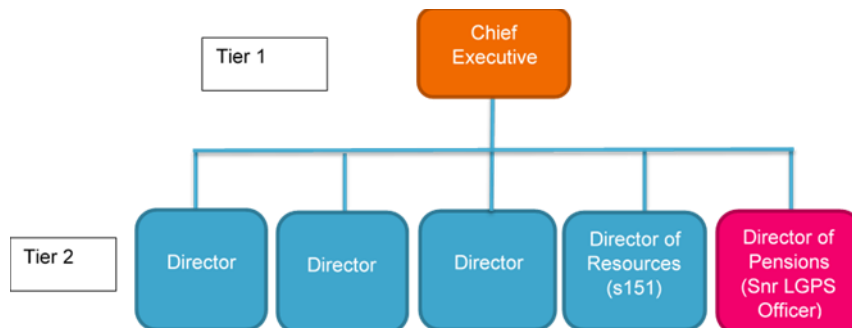 Tier 1
Chief
Executive
Tier 2
Director
Director
Director
Director of
Resources
(s151)
Director of
Pensions
(Snr LGPS
Officer)